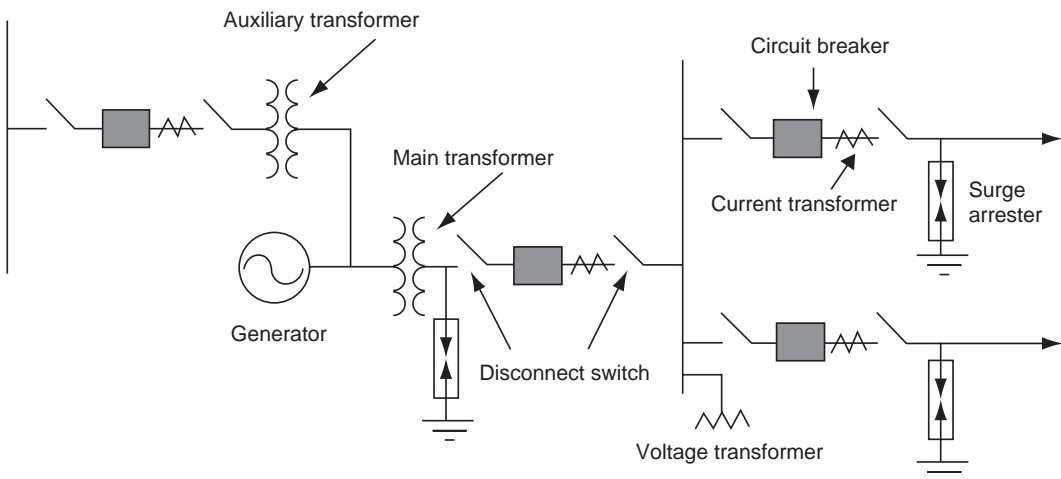 Auxiliary transformer
Circuit breaker
Main transformer
Current transformer
Surge
arrester
Generator
Disconnect switch
Voltage transformer